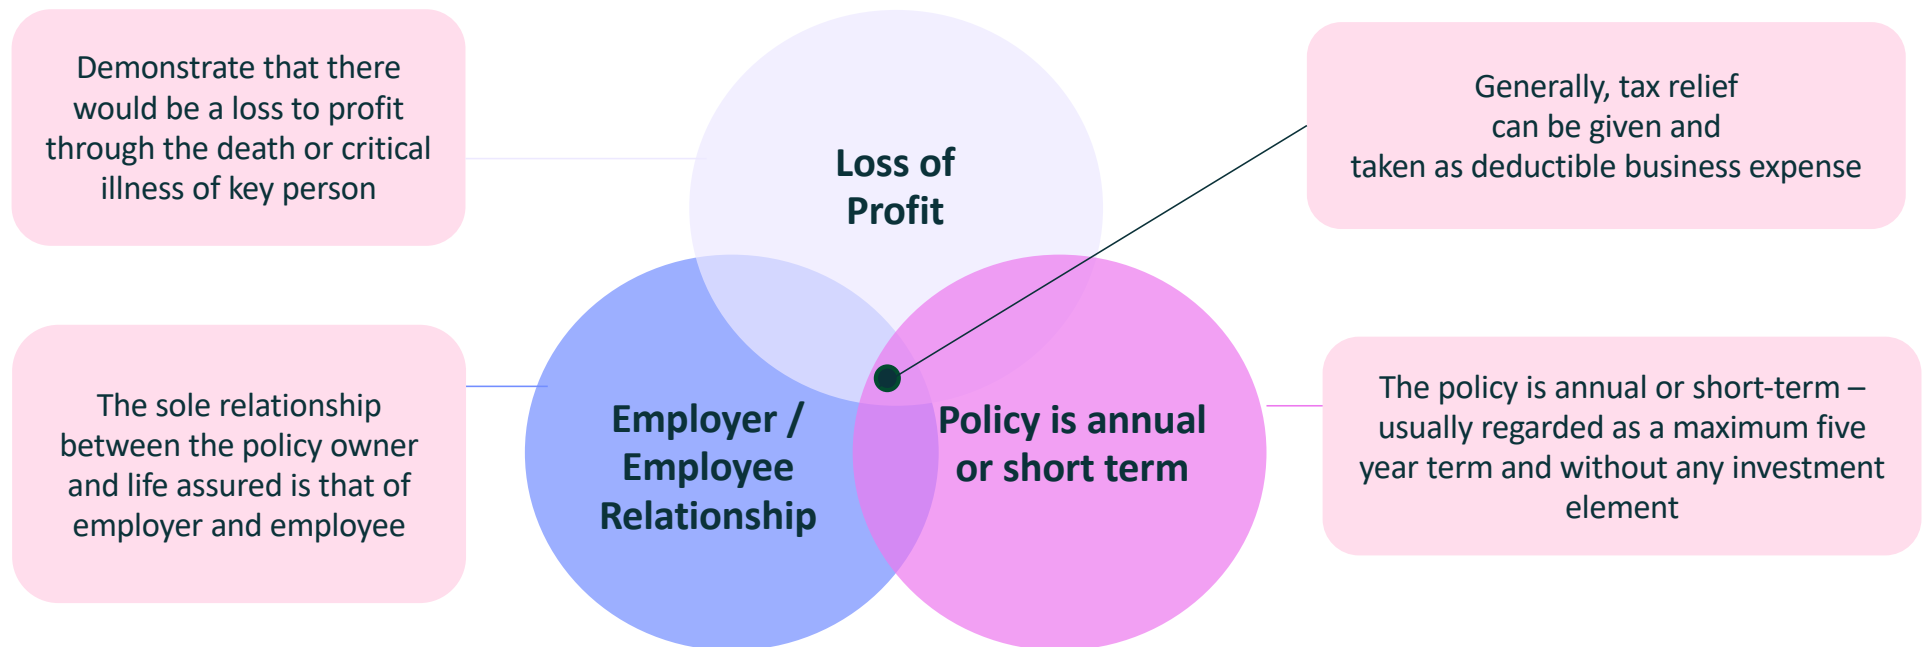 Demonstrate that there
would be a loss to profit
through the death or critical
illness of key person
Loss of
Profit
Generally, tax relief
can be given and
taken as deductible business expense
The sole relationship
between the policy owner
and life assured is that of
employer and employee
Employer /
Employee
Relationship
Policy is annual
or short term
The policy is annual or short-term –
usually regarded as a maximum five
year term and without any investment
element